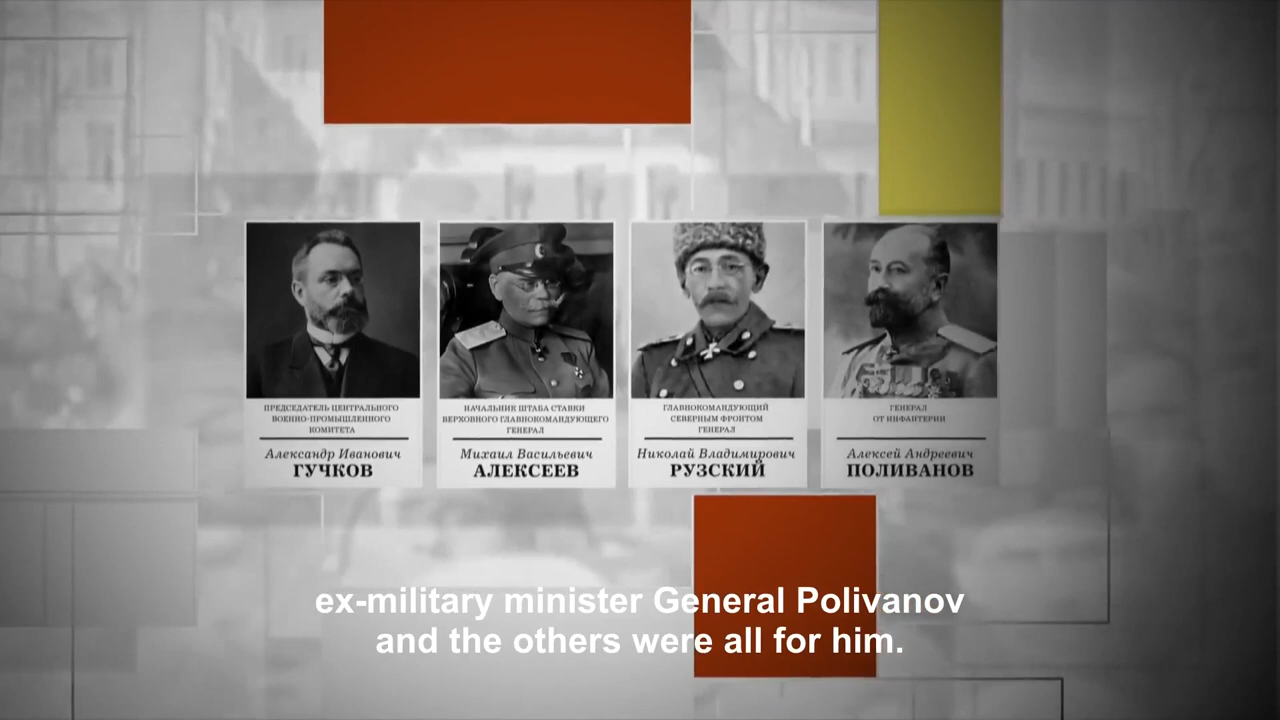 ПРЕДСЕДАТЕЛЬ ЦЕНТРАЛЬНОГО
ВОЕННО-ПРОМЫШЛЕННОГО
КОМИТЕТА
Александр Иванович
ГУЧКОВ
НАЧАЛЬНИК ШТАБА СТАВКИ
ВЕРХОВНОГО ГЛАВНОКОМАНДУЮЩЕГО
ГЕНЕРАЛ
Михаил Васильевич
АЛЕКСЕЕВ
ГЛАВНОКОМАНДУЮЩИЙ
СЕВЕРНЫМ ФРОНТОМ
ГЕНЕРАЛ
Николай Владимирович
РУЗСКИЙ
ГЕНЕРАЛ
ОТ ИНФАНТЕРИИ
Алексей Андреевич
ПОЛИВАНОВ
ex-military minister General Polivanov
and the others were all for him.